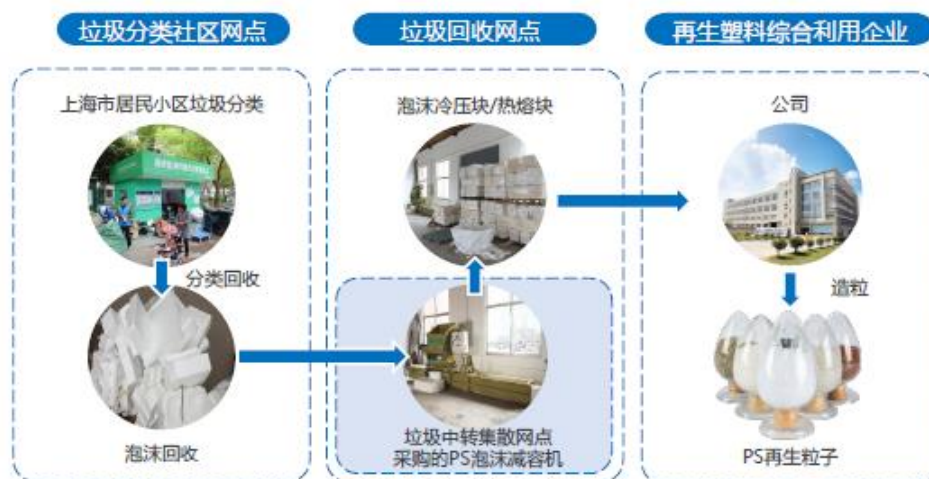 垃圾分类社区网点
垃圾回收网点
再生塑料综合利用企业
上海市居民小区垃圾分类
分类回收
泡沫回收
泡沫冷压块/热熔块
垃圾中转集散网点
采购的PS泡沫减容机
公司
造粒
PS再生粒子